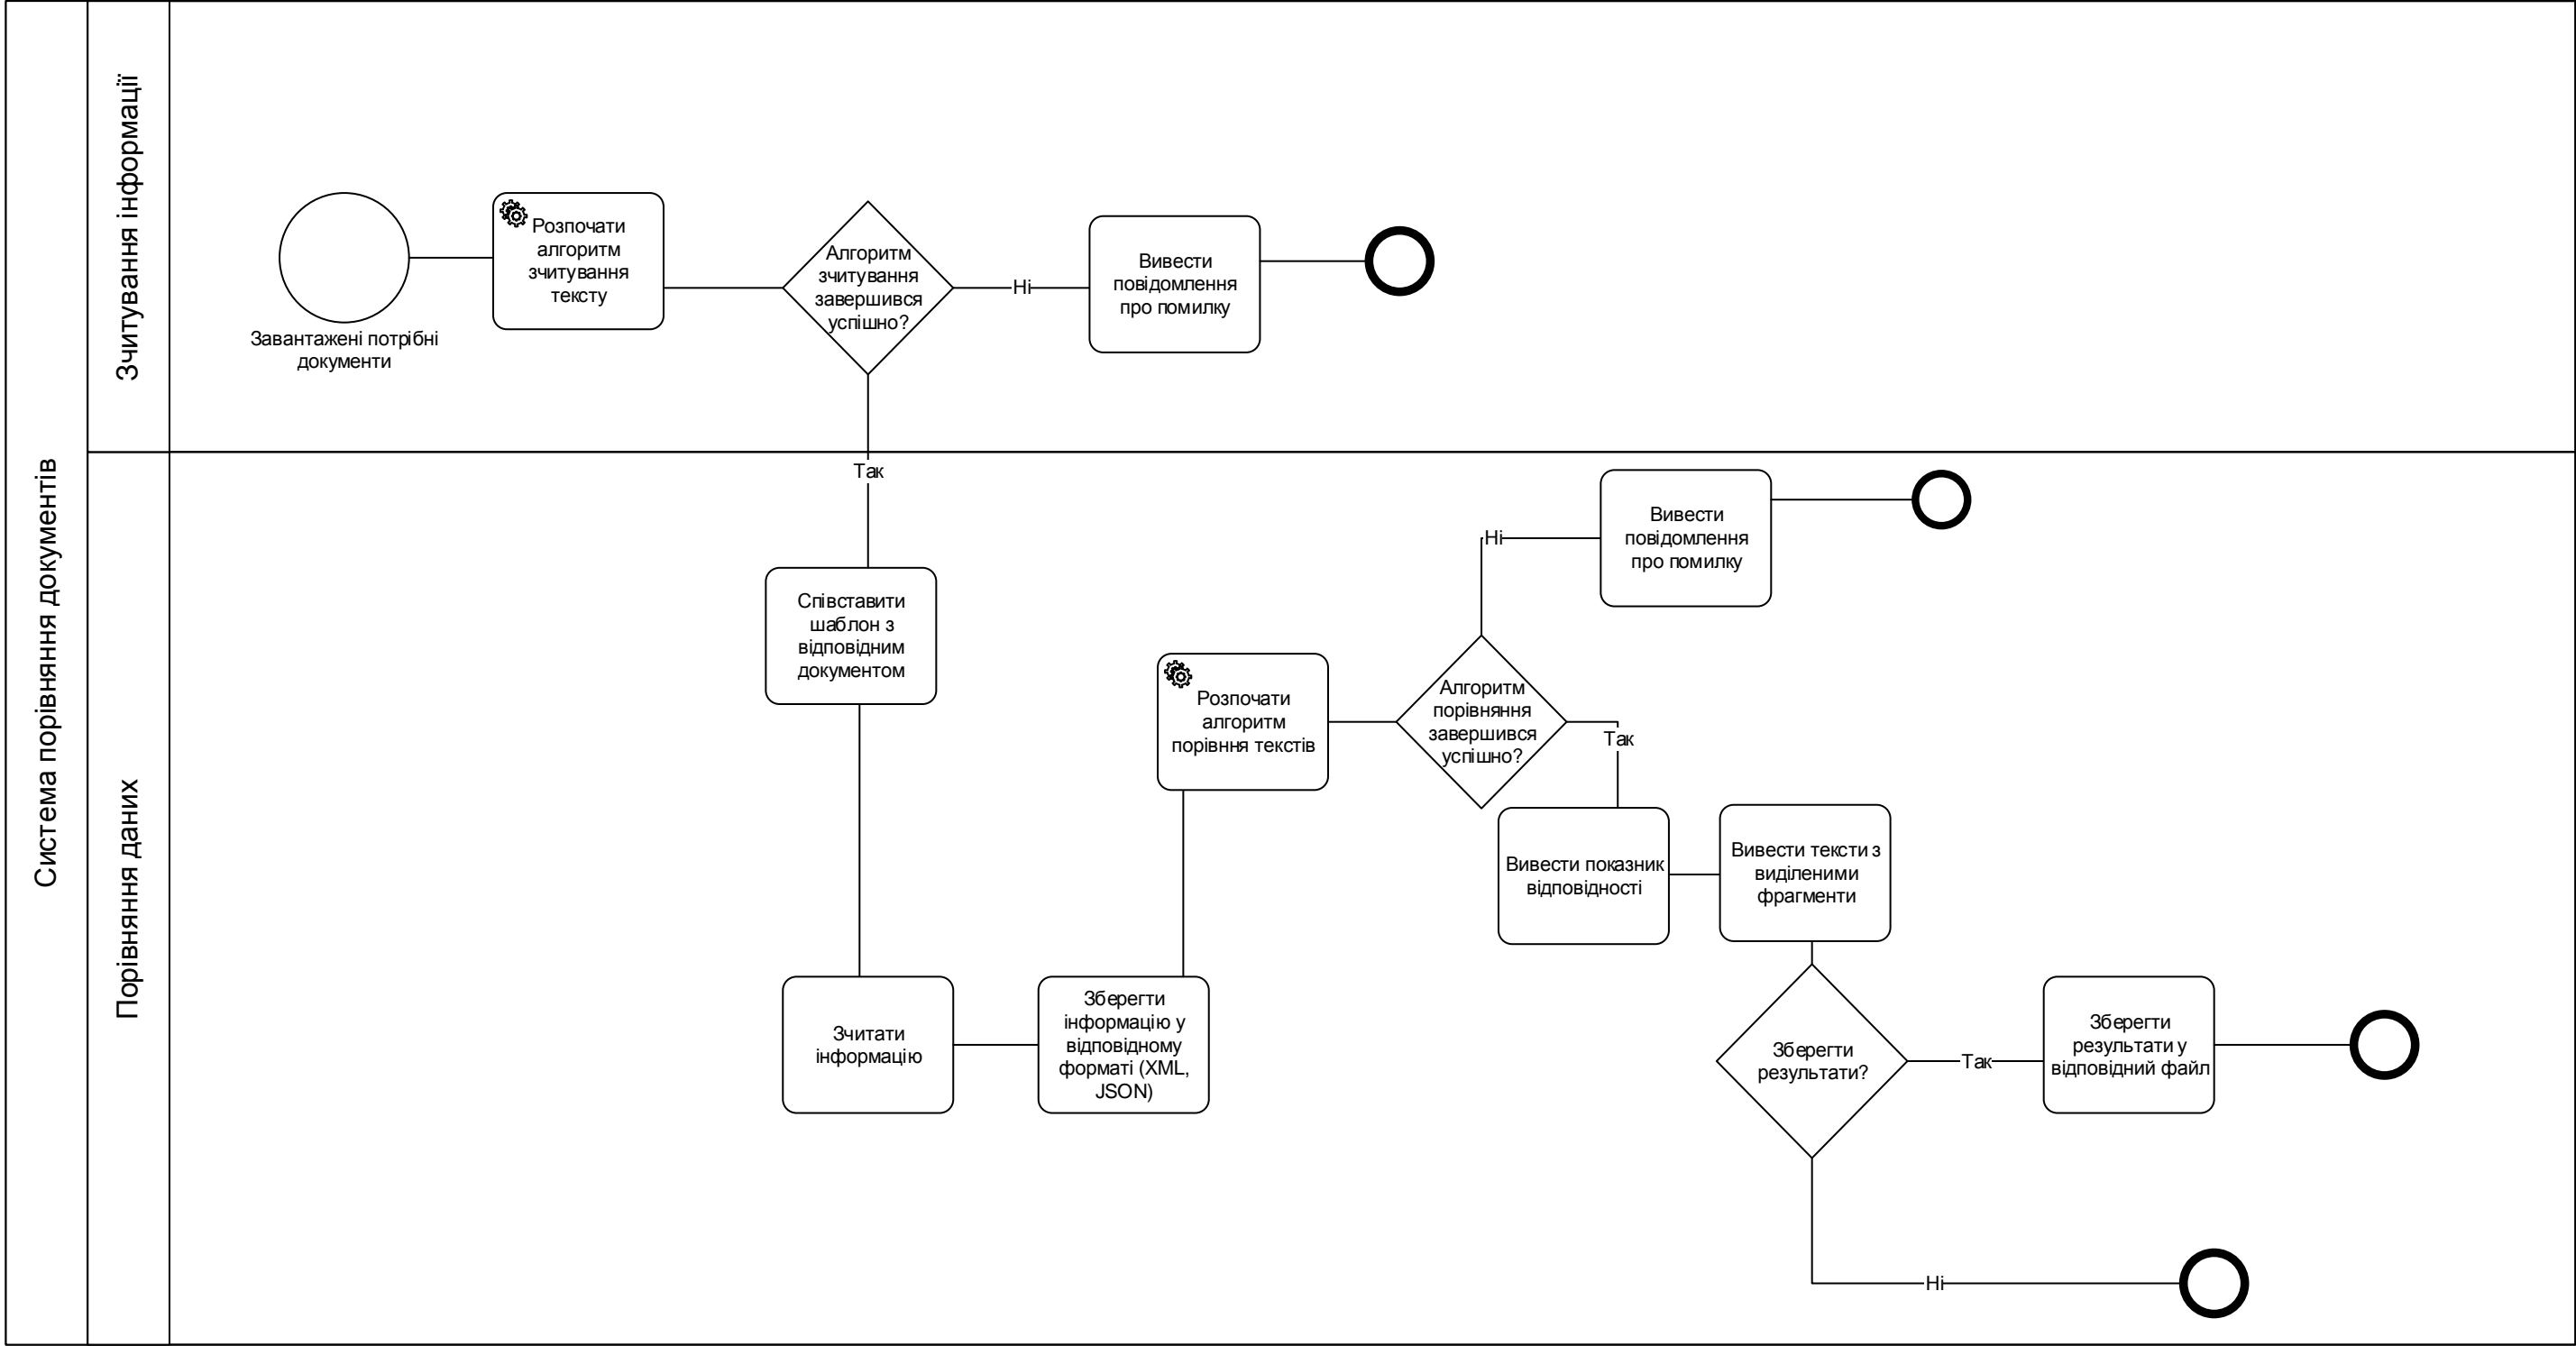 Система порівняння документів
Зчитування інформації
Завантажені потрібні
документи
Розпочати
алгоритм
зчитування
тексту
Алгоритм
зчитування
завершився
успішно?
Ні
Вивести
повідомлення
про помилку
Так
Порівняння даних
Співставити
шаблон з
відповідним
документом
Зчитати
інформацію
Зберегти
інформацію у
відповідному
форматі (XML,
JSON)
Розпочати
алгоритм
порівння текстів
Алгоритм
порівняння
завершився
успішно?
Ні
Вивести
повідомлення
про помилку
Так
Вивести показник
відповідності
Вивести тексти з
виділеними
фрагменти
Зберегти
результати?
Так
Зберегти
результати у
відповідний файл
Ні